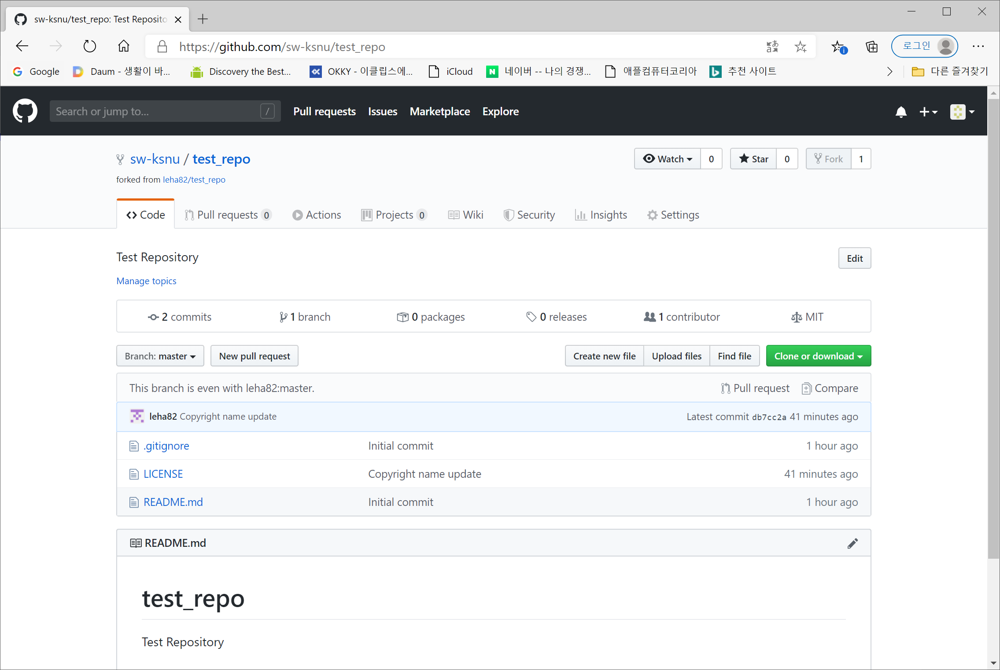 sw-ksnu/test_repo: Test Reposito
https://github.com/sw-ksnu/test_repo
로그인
Google
Daum - 생활이 바...
Discovery the Best...
OKKY - 이클립스에...
iCloud
네이버 -- 나의 경쟁...
애플컴퓨터코리아
추천 사이트
다른 즐겨찾기
Search or jump to... /
Pull requests Issues Marketplace Explore
sw-ksnu / test_repo
Watch 0 Star 0 Fork 1
forked from leha82/test_repo
Code Pull requests 0 Actions Projects 0 Wiki Security Insights Settings
Test Repository
Edit
Manage topics
2 commits 1 branch 0 packages 0 releases 1 contributor MIT
Branch: master New pull request Create new file Upload files Find file Clone or download
This branch is even with leha82:master. Pull request Compare
leha82 Copyright name update Latest commit db7cc2a 41 minutes ago
.gitignore Initial commit 1 hour ago
LICENSE Copyright name update 41 minutes ago
README.md Initial commit 1 hour ago
README.md
test_repo
Test Repository